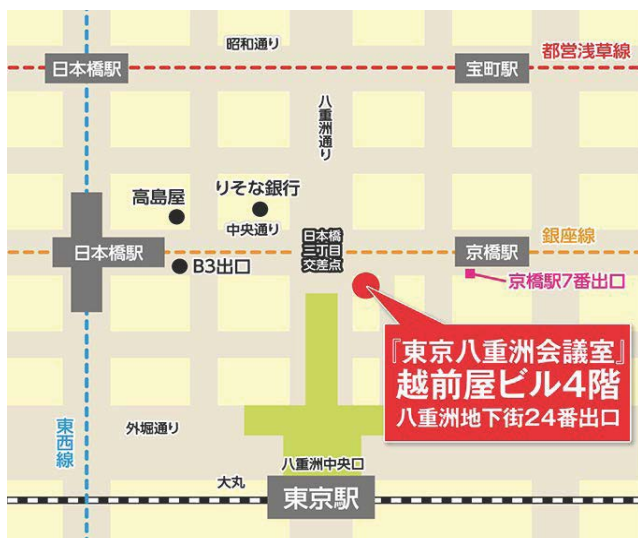 昭和通り
都営浅草線
日本橋駅
宝町駅
八重洲通り
高島屋
りそな銀行
中央通り
日本橋
三丁目
交差点
銀座線
日本橋駅
京橋駅
B3出口
京橋駅7番出口
『東京八重洲会議室』
越前屋ビル4階
八重洲地下街24番出口
東西線
外堀通り
八重洲中央口
大丸
東京駅